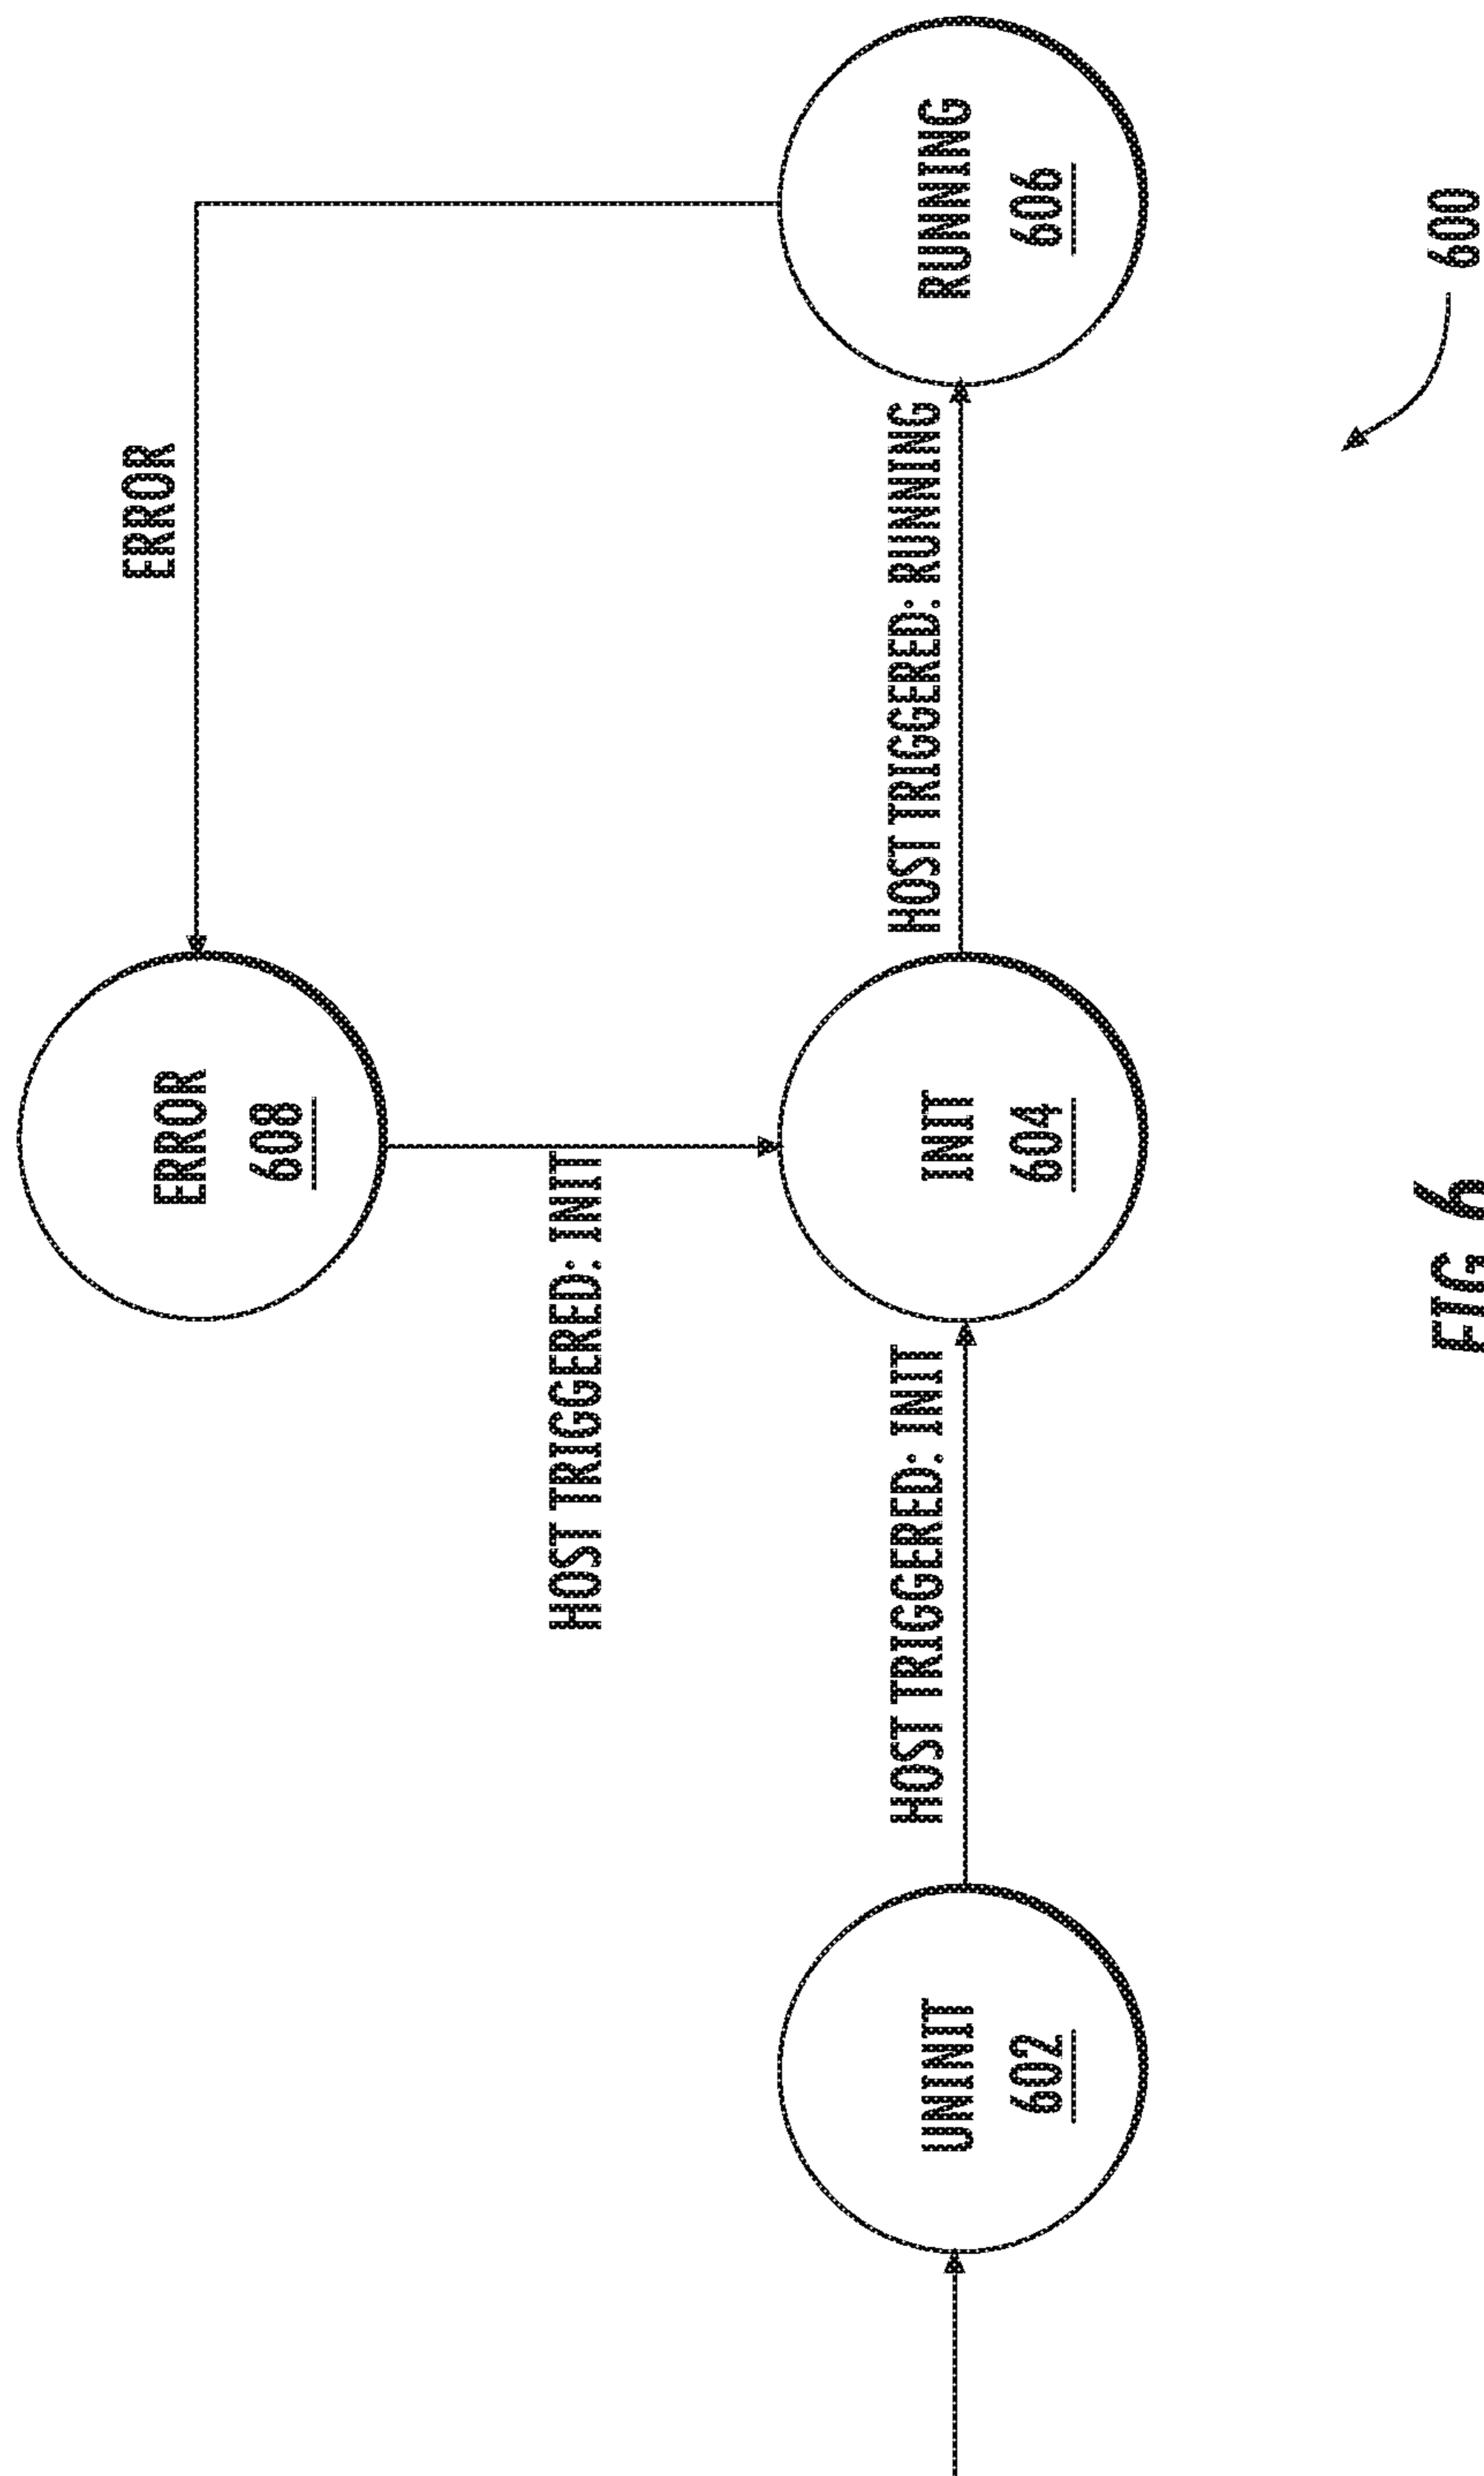 ERROR
ERROR
608
HOST TRIGGERED: INIT
HOST TRIGGERED: INIT
HOST TRIGGERED: RUNNING
UNINIT
602
INIT
604
RUNNING
606
600
FIG. 6